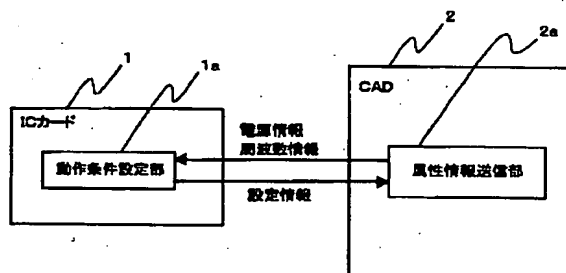 1
1a
2
2a
ICカード
CAD
電源情報
周波数情報
動作条件設定部
属性情報送信部
設定情報